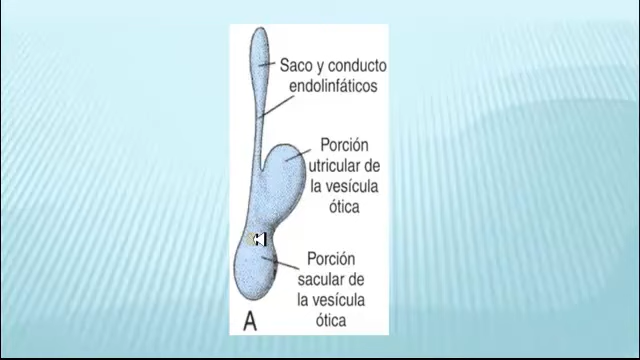 Saco y conducto
endolinfáticos
Porción
utricular de
la vesícula
ótica
Porción
sacular de
la vesícula
ótica
A